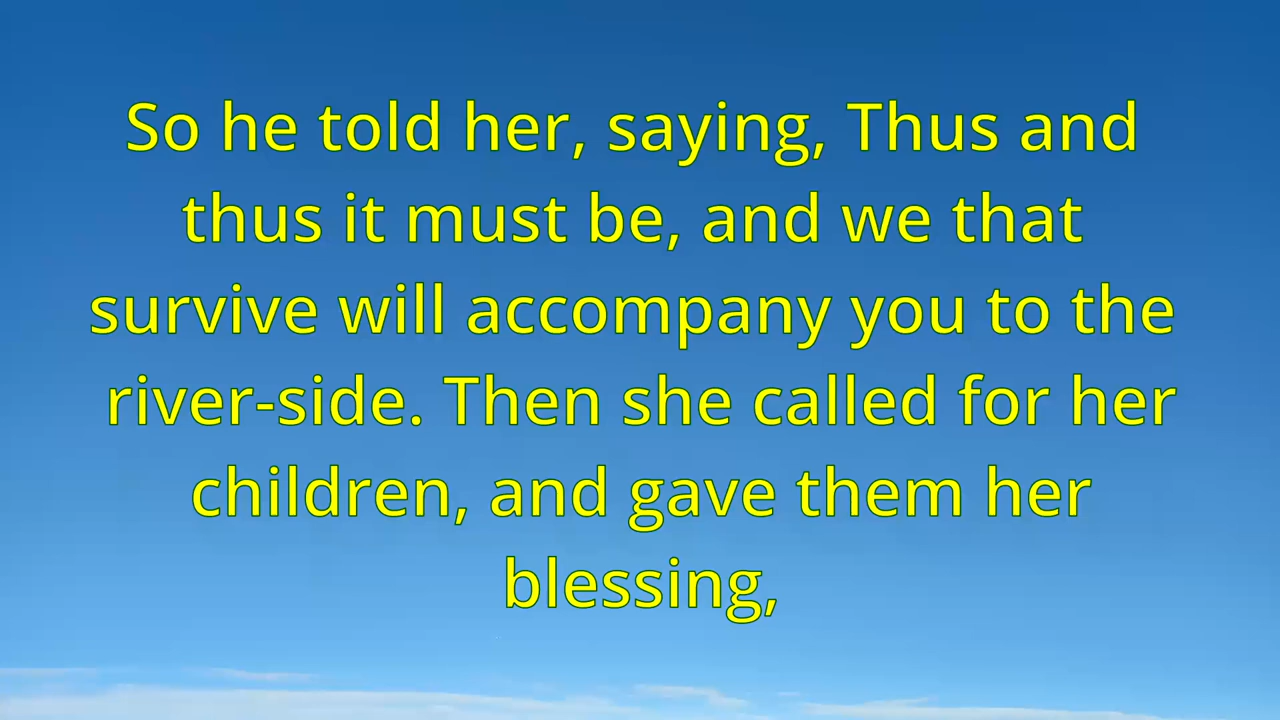 So he told her, saying, Thus and
thus it must be, and we that
survive will accompany you to the
river-side. Then she called for her
children, and gave them her
blessing,